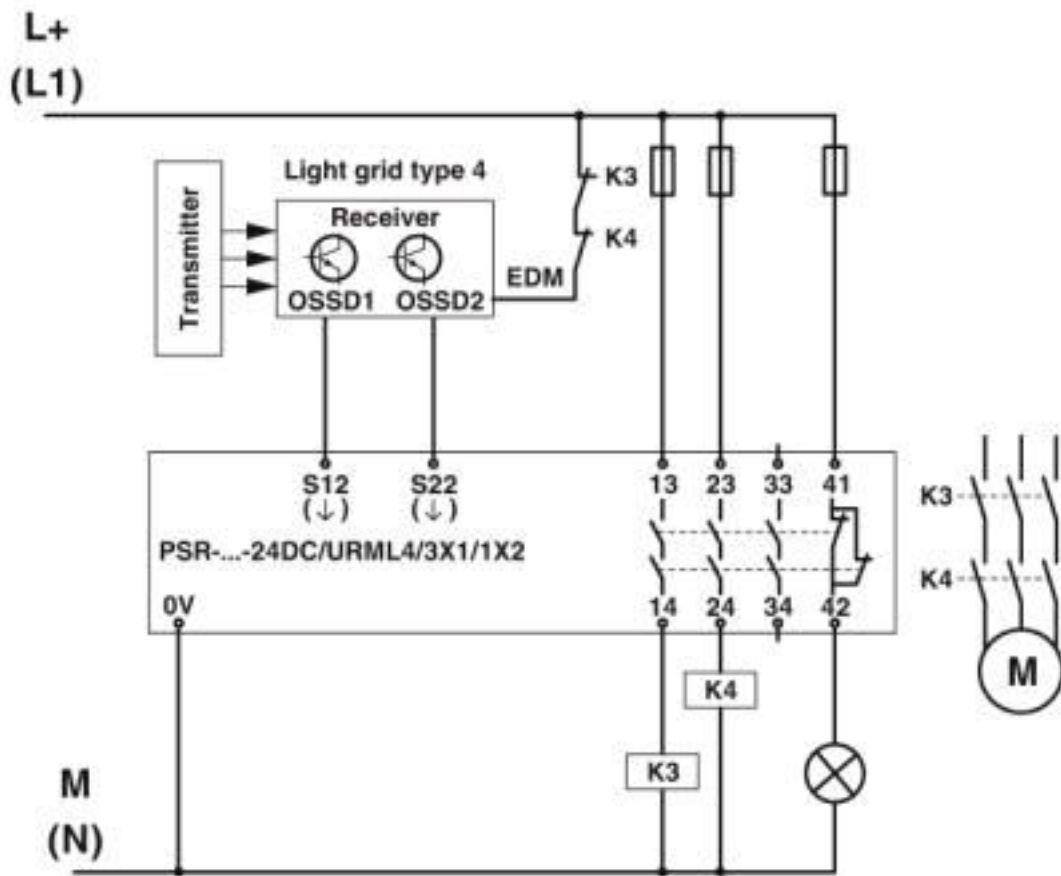 L+
(L1)
Light grid type 4
K3
Transmitter
Receiver
K4
EDM
OSSD1 OSSD2
S12 S22 13 23 33 41
(↓) (↓)
K3
PSR-...-24DC/URML4/3X1/1X2
K4
0V 14 24 34 42
M
K4
K3
M
(N)